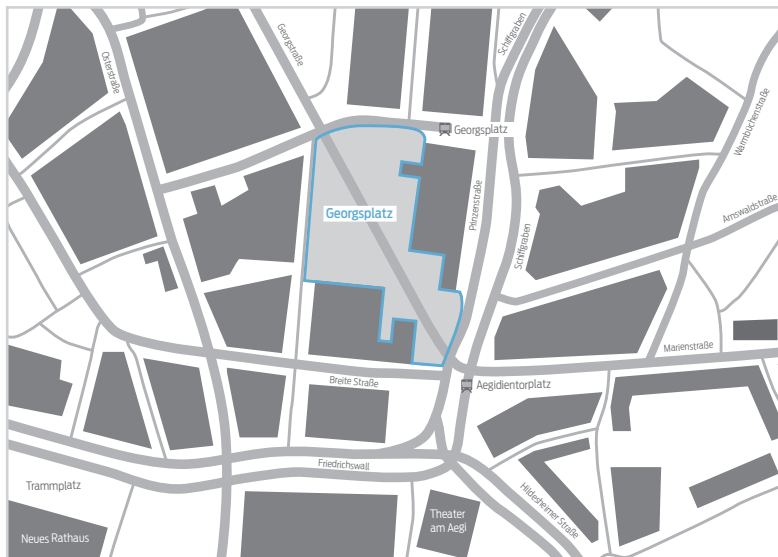 Georgstraße
Schiffgraben
Osterstraße
Georgsplatz
Warmbüchenstraße
Prinzenstraße
Georgsplatz
Arnswaldstraße
Schiffgraben
Marienstraße
Breite Straße
Aegidientorplatz
Friedrichswall
Trammplatz
Hildesheimer Straße
Theater
am Aegi
Neues Rathaus